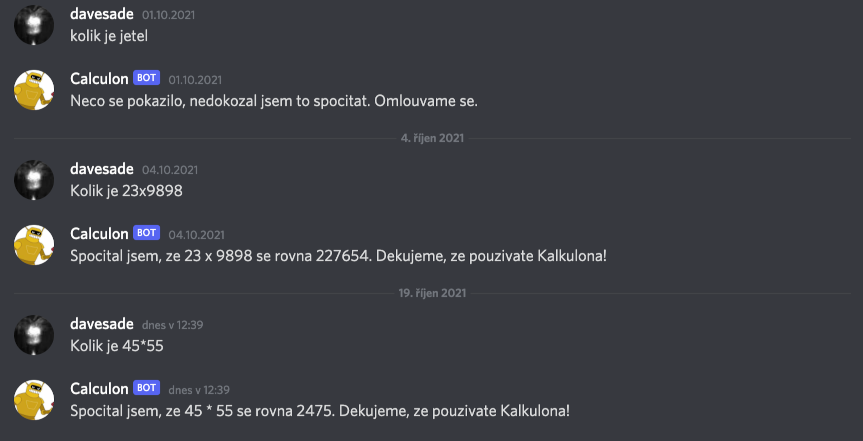 davesade 01.10.2021
kolik je jetel
Calculon BOT 01.10.2021
Neco se pokazilo, nedokozal jsem to spocitat. Omlouvame se.
4. říjen 2021
davesade 04.10.2021
Kolik je 23x9898
Calculon BOT 04.10.2021
Spocital jsem, ze 23 x 9898 se rovna 227654. Dekujeme, ze pouzivate Kalkulona!
19. říjen 2021
davesade dnes v 12:39
Kolik je 45*55
Calculon BOT dnes v 12:39
Spocital jsem, ze 45 * 55 se rovna 2475. Dekujeme, ze pouzivate Kalkulona!